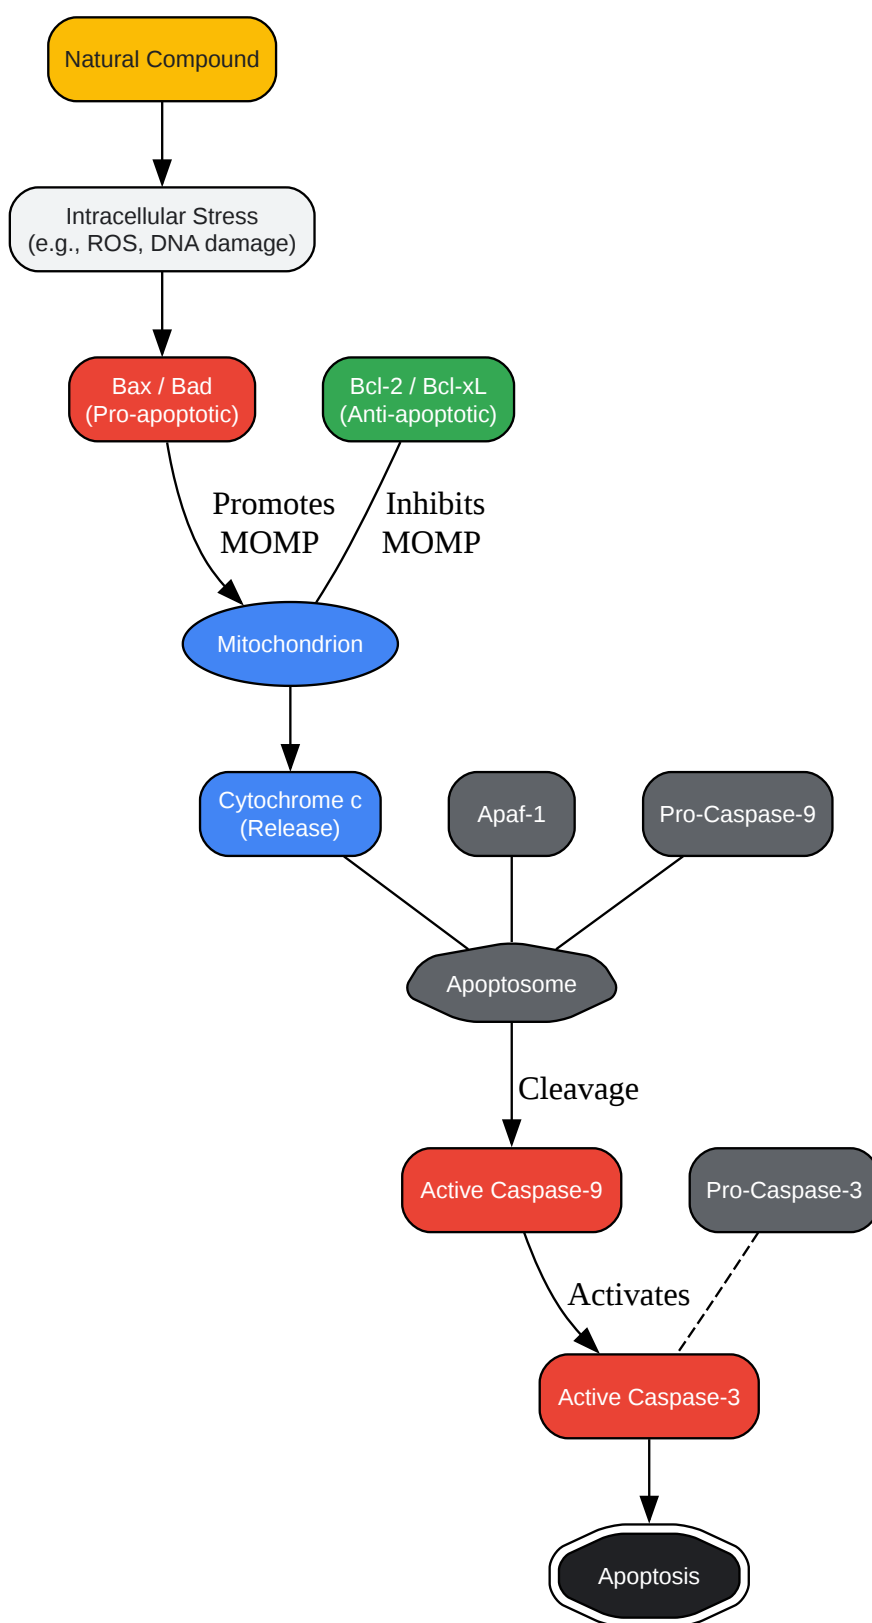 Natural Compound
Intracellular Stress
(e.g., ROS, DNA damage)
Bax / Bad
(Pro-apoptotic)
Bcl-2 / Bcl-xL
(Anti-apoptotic)
Promotes
MOMP
Inhibits
MOMP
Mitochondrion
Cytochrome c
(Release)
Apaf-1
Pro-Caspase-9
Apoptosome
Cleavage
Active Caspase-9
Pro-Caspase-3
Activates
Active Caspase-3
Apoptosis